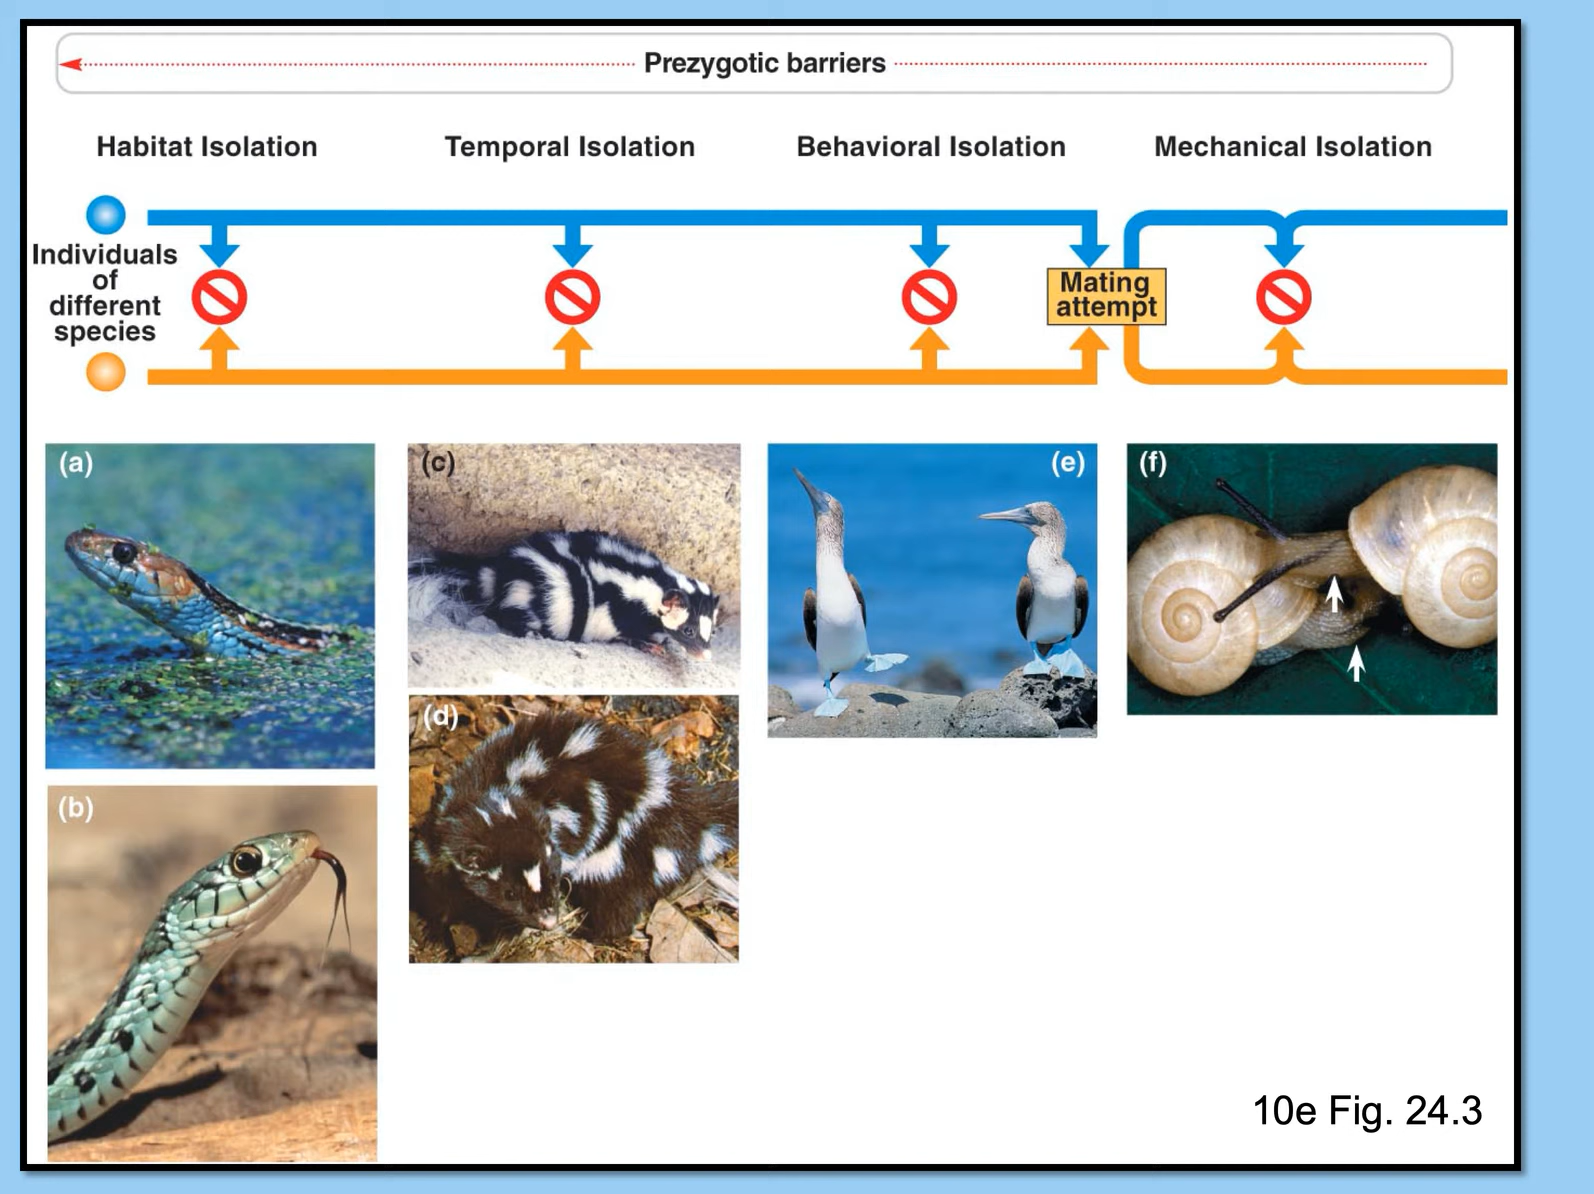 Prezygotic barriers
Habitat Isolation
Temporal Isolation
Behavioral Isolation
Mechanical Isolation
Individuals
of
different
species
Mating
attempt
(a)
(c)
(e)
(f)
(d)
(b)
10e Fig. 24.3